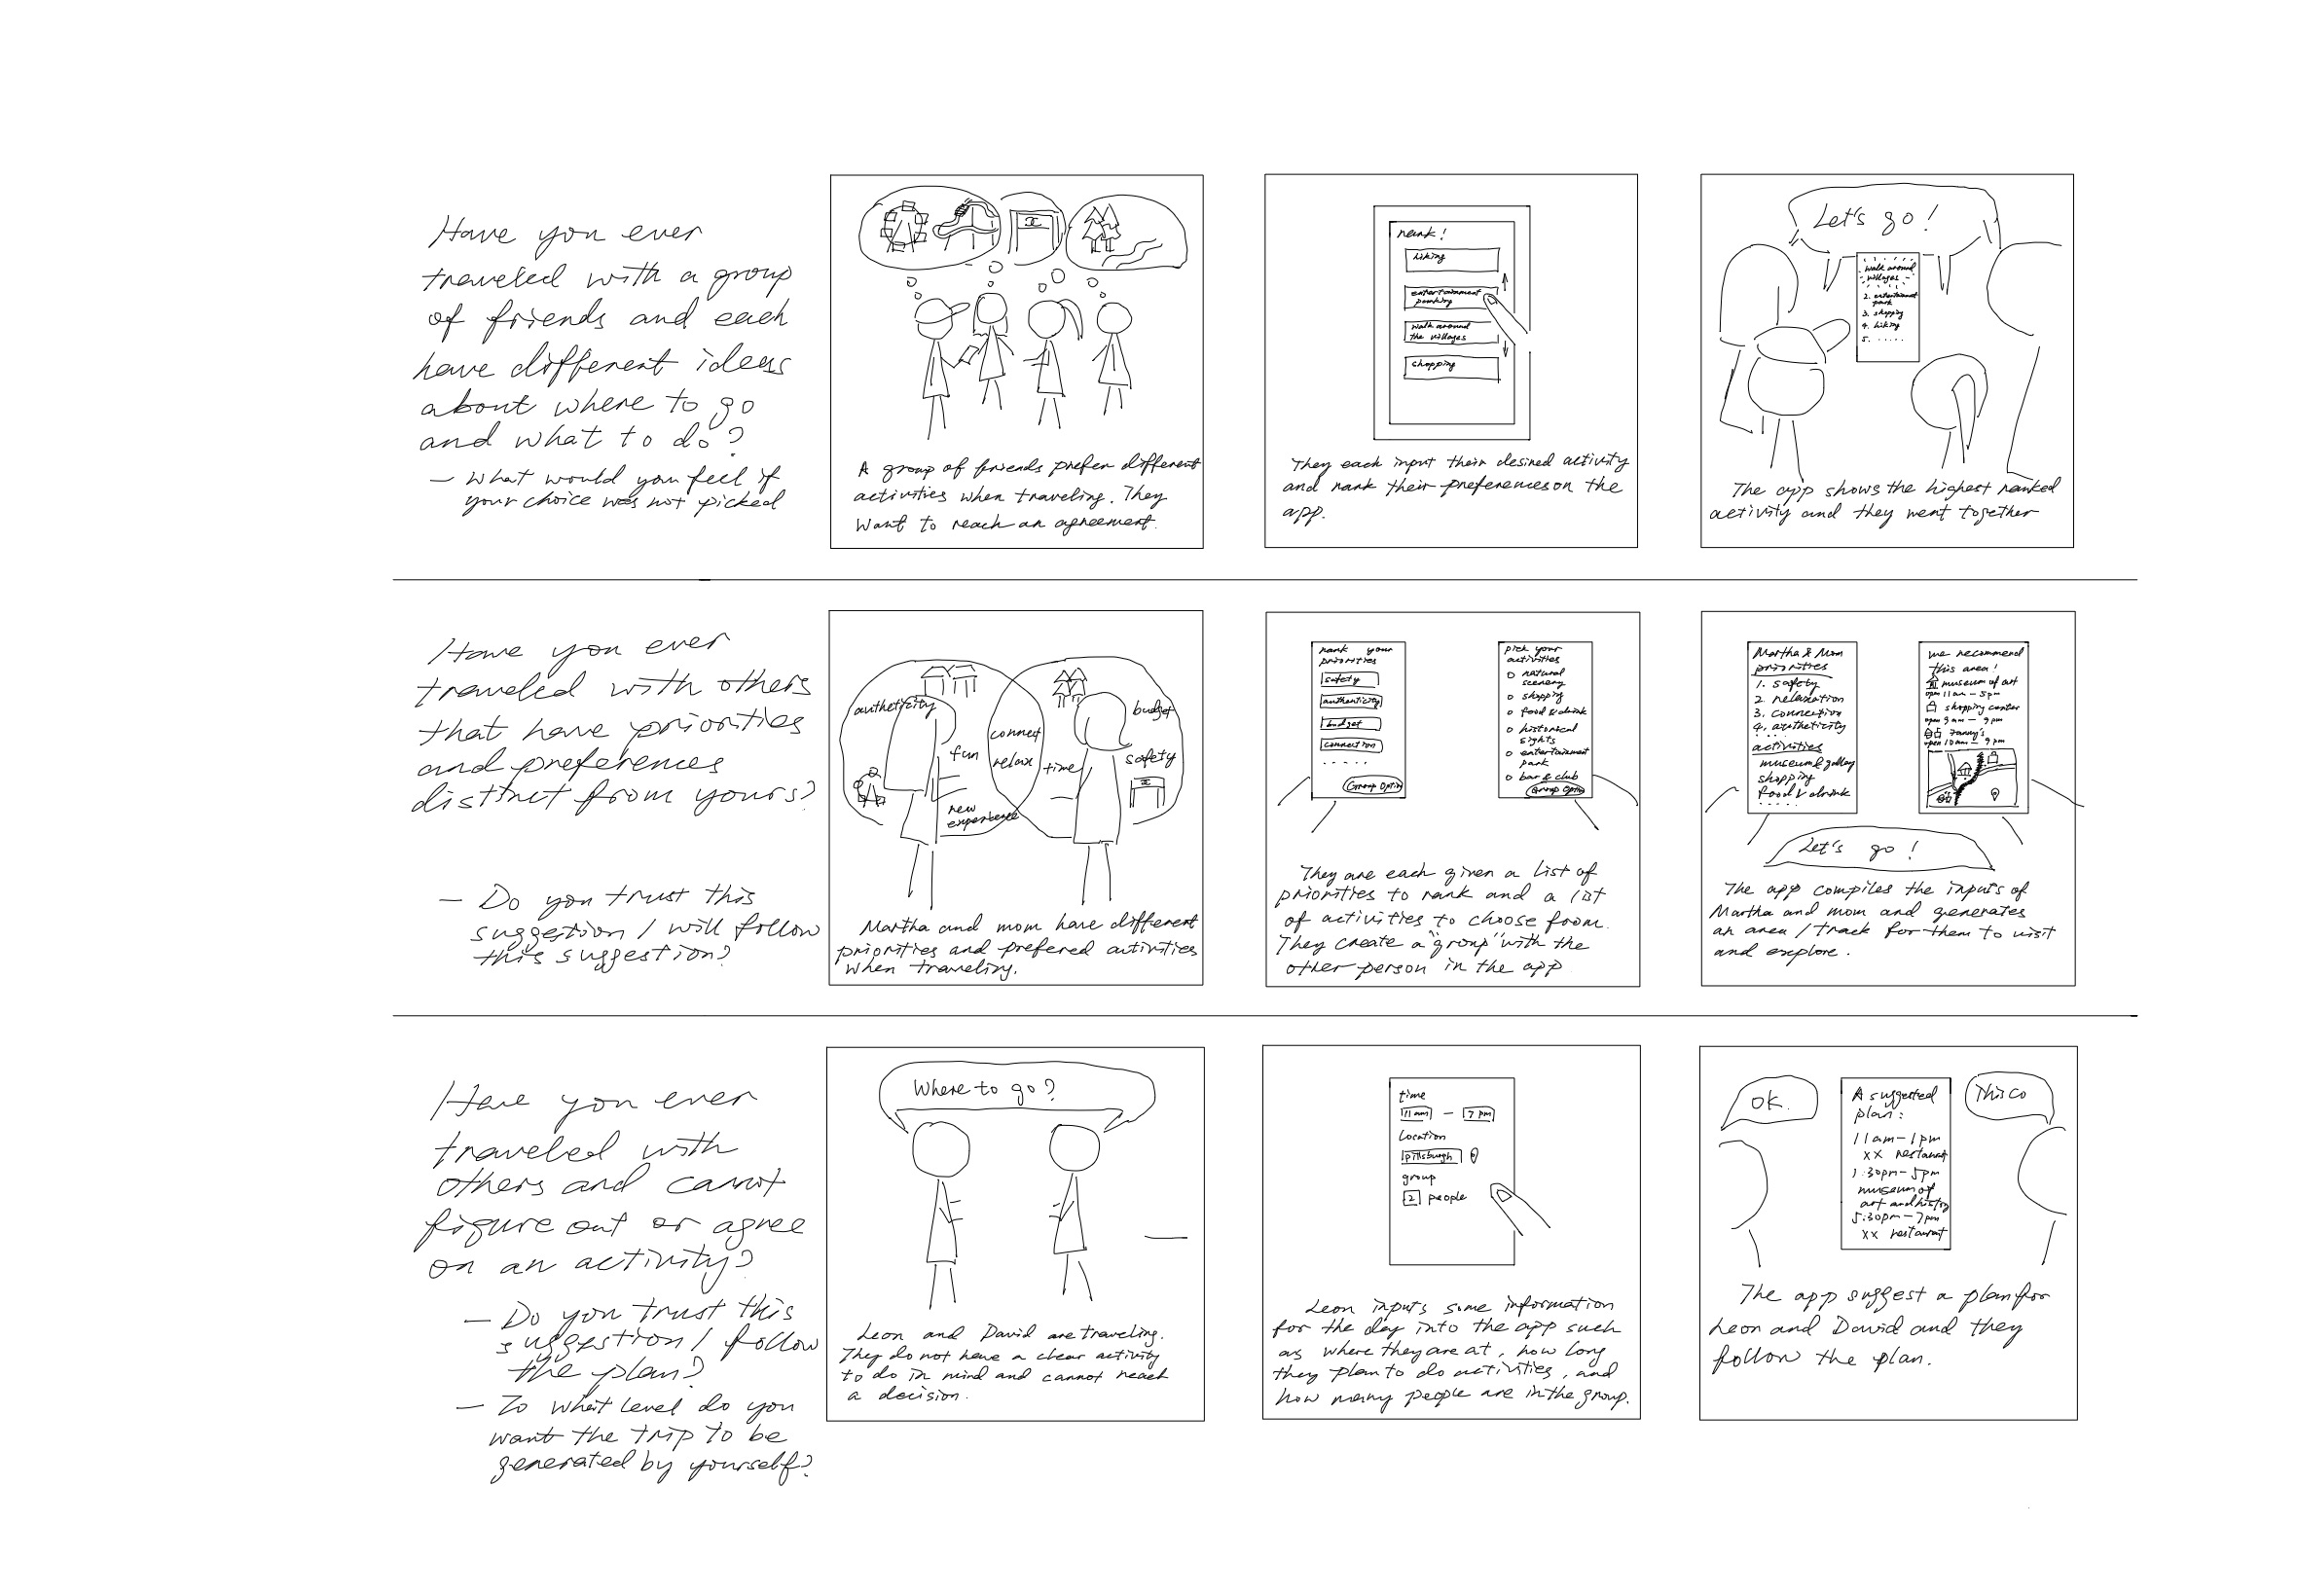 Have you ever
traveled with a group
of friends and each
have different ideas
about where to go
and what to do?
— What would you feel if
your choice was not picked
A group of friends prefer different
activities when traveling. They
want to reach an agreement.
rank!
hiking
entertainment
walk around
the villages
shopping
They each input their desired activity
and rank their preferences on the
app.
Let's go!
walk around
villages
2. entertainment
park
3. shopping
4. hiking
5. .....
The app shows the highest ranked
activity and they went together
Have you ever
traveled with others
that have priorities
and preferences
distinct from yours?
— Do you trust this
suggestion / will follow
this suggestion?
autheticity
fun
new
experience
connect
relax
time
budget
safety
Martha and mom have different
priorities and prefered activities
when traveling.
rank your
priorities
safety
authenticity
budget
connection
.....
Group Option
pick your
activities
natural
scenery
shopping
food & drink
historical
sights
entertainment
park
bar & club
Group Option
They are each given a list of
priorities to rank and a list
of activities to choose from.
They create a "group" with the
other person in the app
Martha & Mom
priorities
1. safety
2 relaxation
3. connection
4. autheticity
.....
activities
museum & gallery
shopping
food & drink
.....
we recommend
this area!
museum of art
open 11am - 5pm
shopping center
open 9am - 9pm
open 10am - 9pm
Let's go!
The app compiles the inputs of
Martha and mom and generates
an area / track for them to visit
and explore.
Have you ever
traveled with
others and cannot
figure out or agree
on an activity?
— Do you trust this
suggestion / follow
the plan?
— To what level do you
want the trip to be
generated by yourself?
Where to go?
Leon and David are traveling.
They do not have a clear activity
to do in mind and cannot reach
a decision.
time
11am — 7pm
Location
pittsburgh
group
2 people
Leon inputs some information
for the day into the app such
as where they are at, how long
they plan to do activities, and
how many people are in the group.
OK.
A suggested
plan:
11am-1pm
xx restaurant
1:30pm-5pm
museum of
art and history
5:30pm-7pm
xx restaurant
The app suggest a plan for
Leon and David and they
follow the plan.